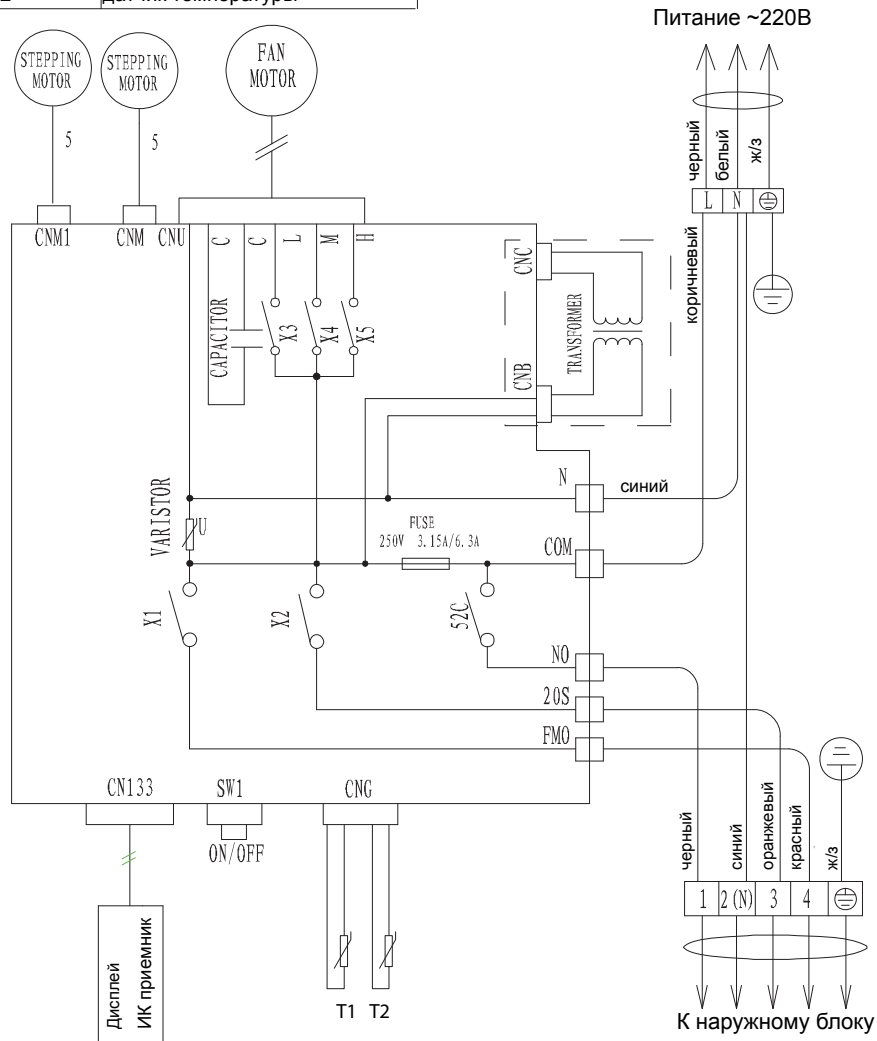 2
Датчик температуры
Питание ~220В
STEPPING MOTOR
STEPPING MOTOR
FAN MOTOR
5
5
черный
белый
ж/з
L
N
CNM1
CNM
CNU
C
C
L
M
H
CNC
CAPACITOR
X3
X4
X5
TRANSFORMER
CNB
коричневый
VARISTOR
U
N
синий
FUSE
250V 3.15A/6.3A
COM
X1
X2
52C
NO
20S
FMO
CN133
SW1
CNG
ON/OFF
черный
синий
оранжевый
красный
ж/з
1
2(N)
3
4
Дисплей
ИК приемник
T1
T2
К наружному блоку